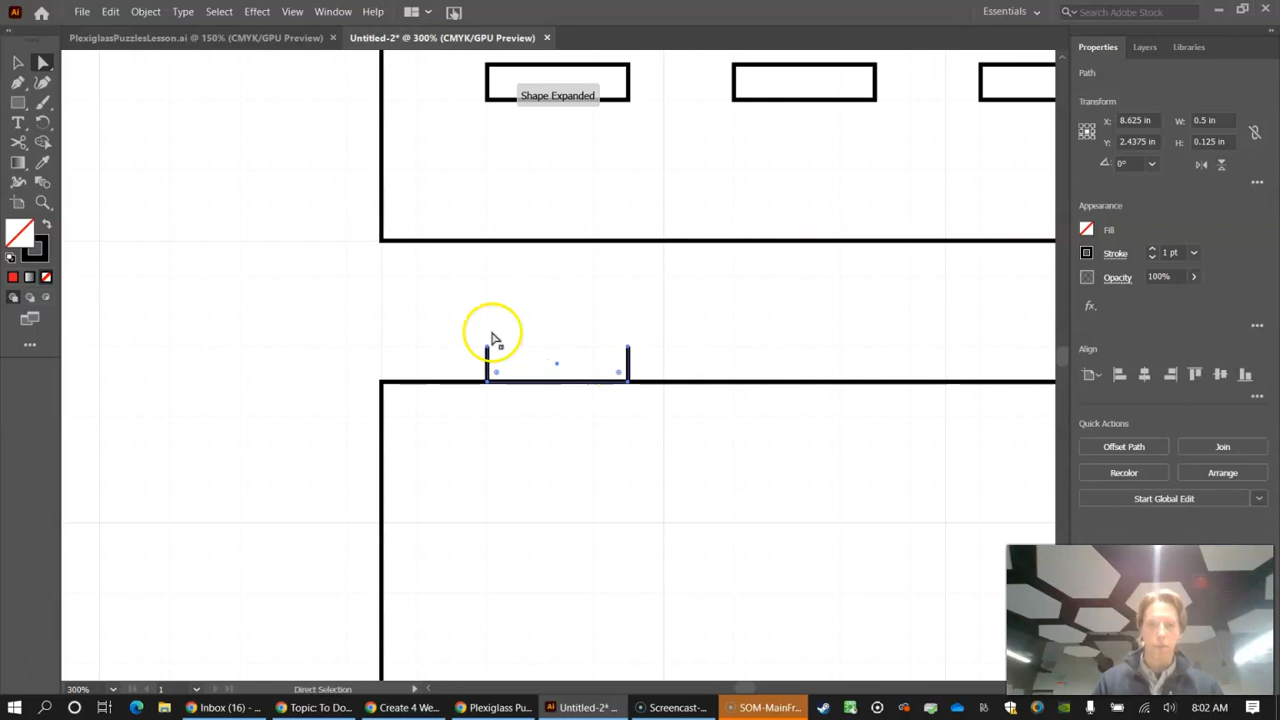 Ai File Edit Object Type Select Effect View Window Help Essentials Search Adobe Stock
PlexiglassPuzzlesLesson.ai @ 150% (CMYK/GPU Preview) × Untitled-2* @ 300% (CMYK/GPU Preview) ×
Properties Layers Libraries
Path
Shape Expanded
Transform
X: 8.625 in W: 0.5 in
Y: 2.4375 in H: 0.125 in
0°
Appearance
Fill
Stroke 1 pt
Opacity 100%
fx.
Align
Quick Actions
Offset Path Join
Recolor Arrange
Start Global Edit
300% 1 Direct Selection
Inbox (16) - ... Topic To Do... Create 4 We... Plexiglass Pu... Untitled-2* ... Screencast-... SOM-MainFr... 8:02 AM